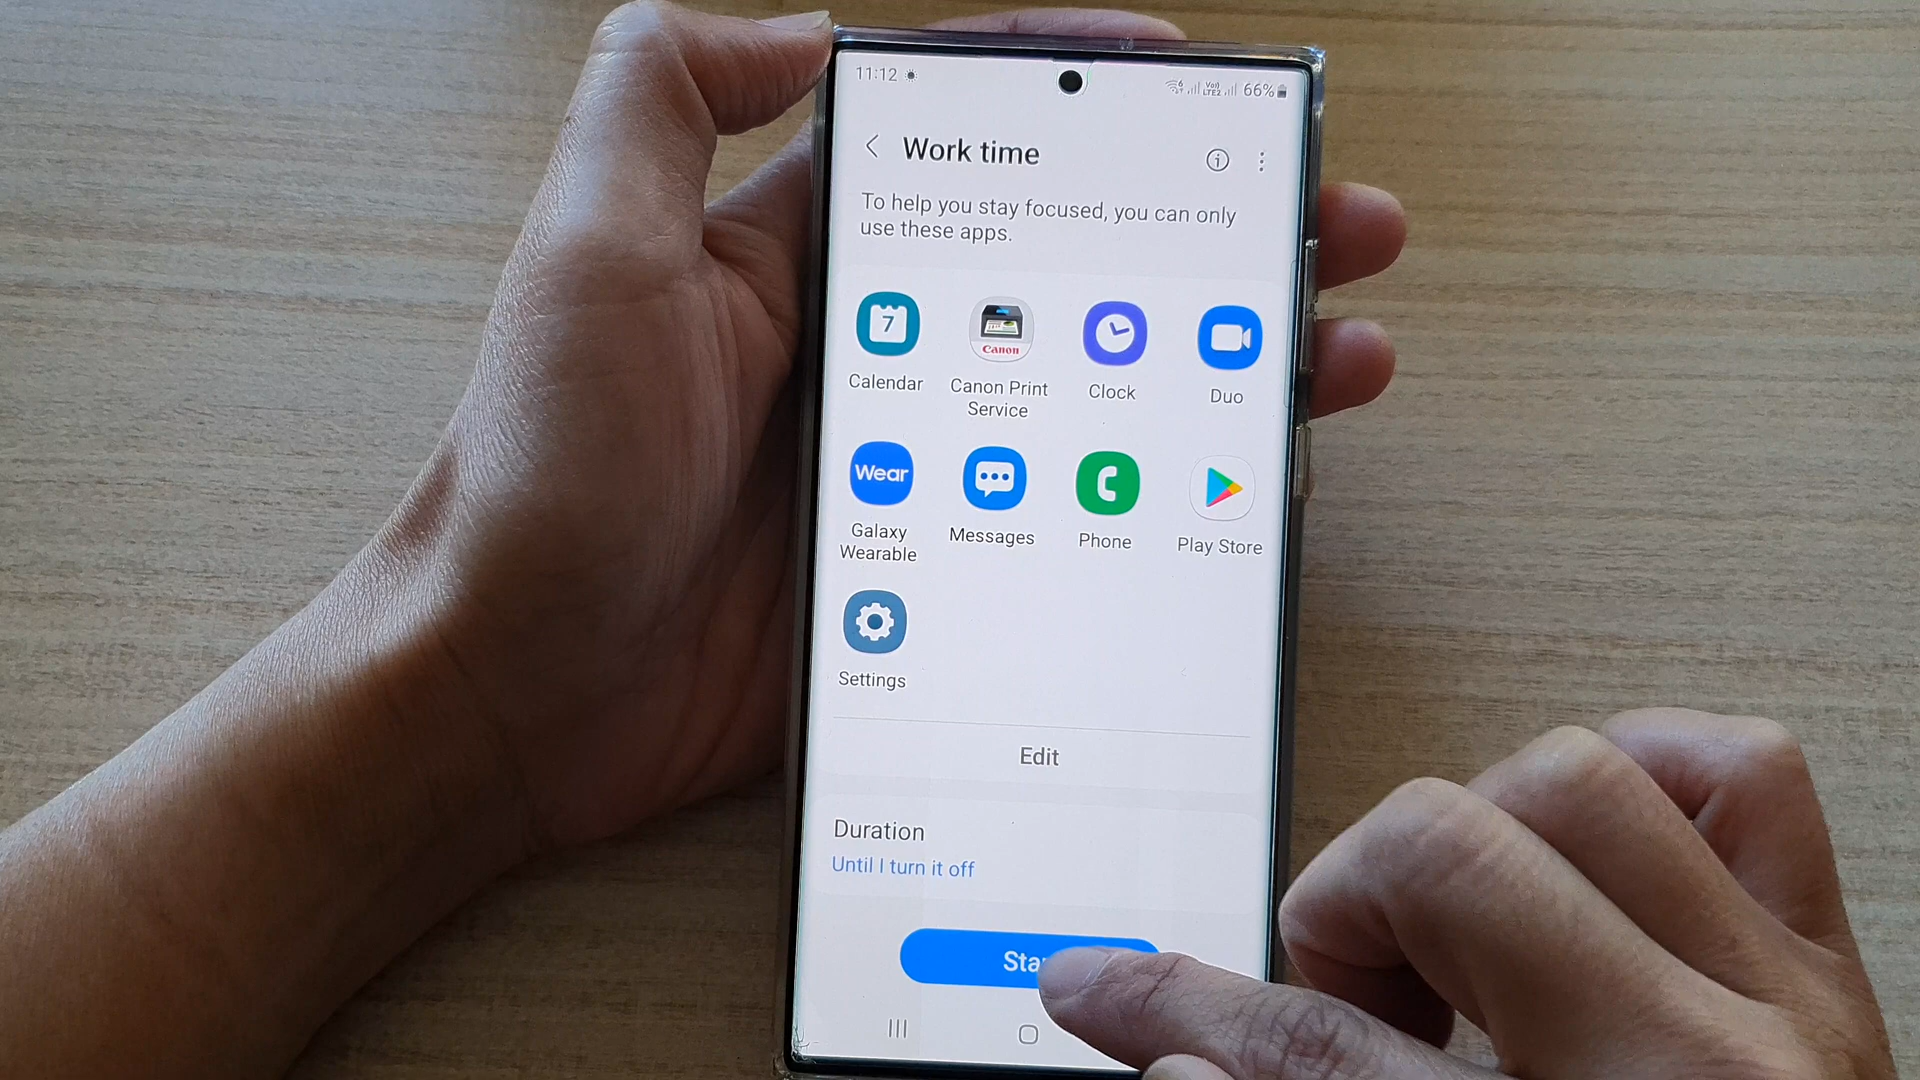 11:12
66%
Work time
To help you stay focused, you can only
use these apps.
7
Canon
Calendar
Canon Print
Service
Clock
Duo
Wear
Galaxy
Wearable
Messages
Phone
Play Store
Settings
Edit
Duration
Until I turn it off